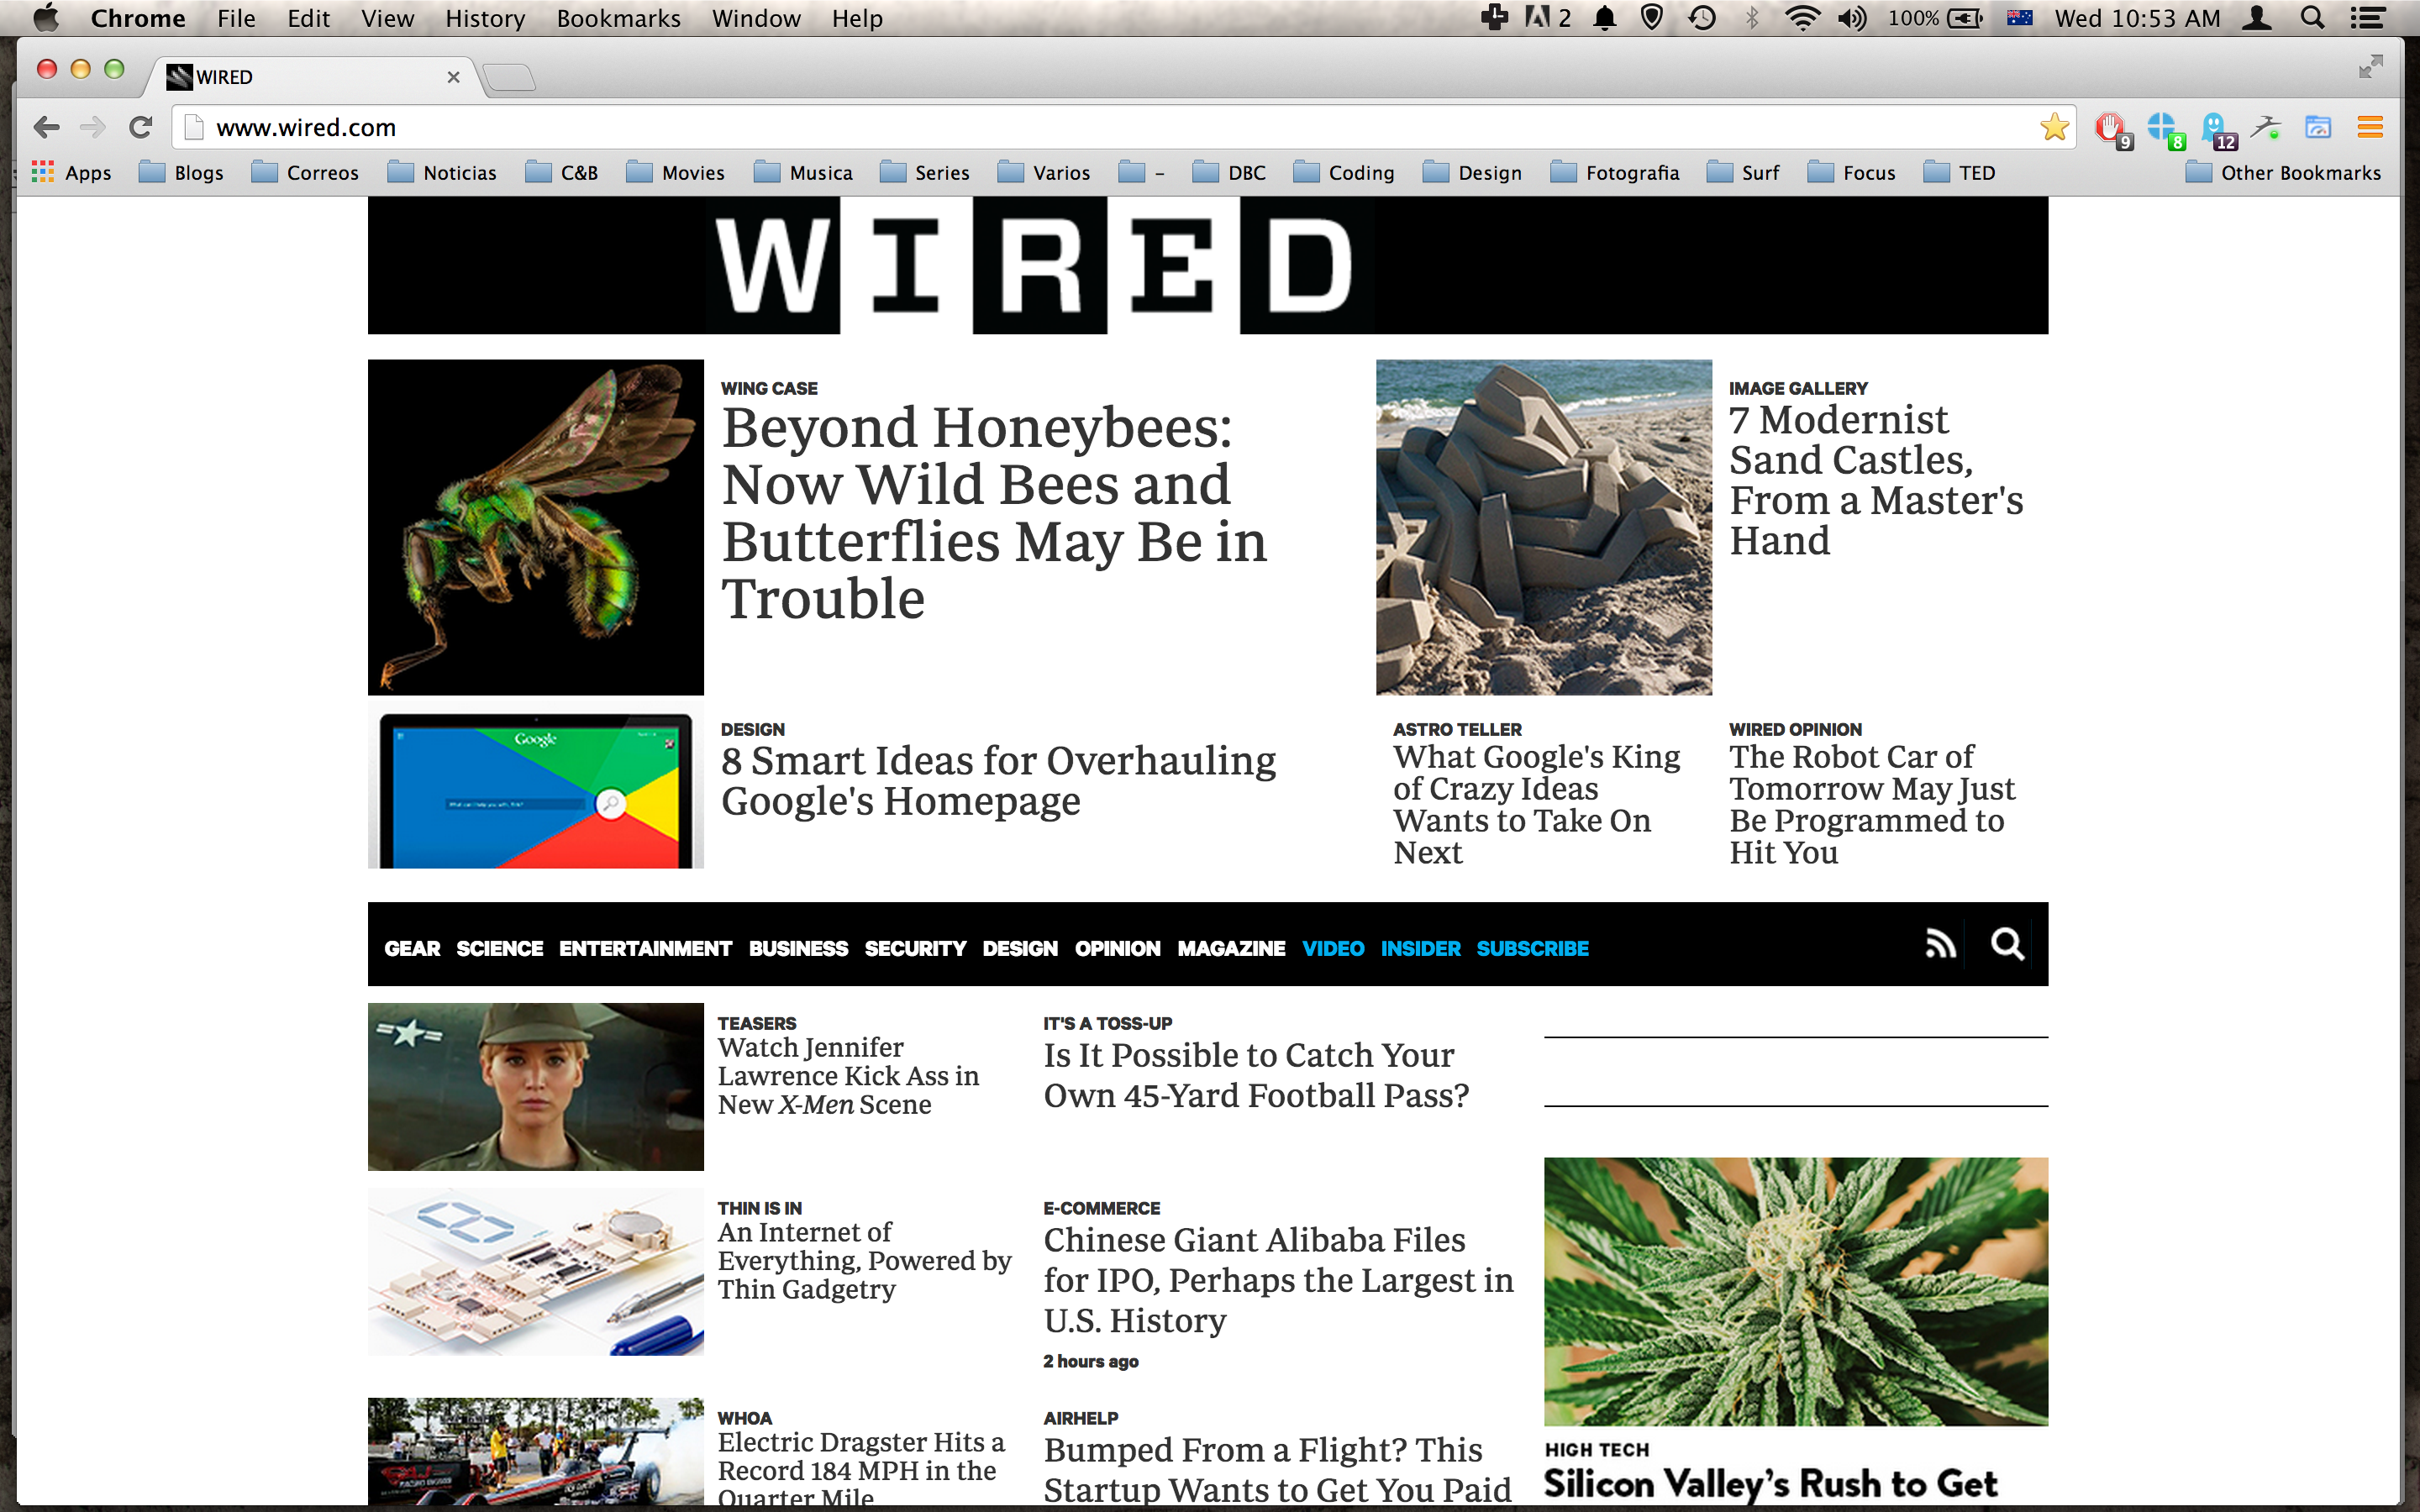 Chrome File Edit View History Bookmarks Window Help
2 100% Wed 10:53 AM
WIRED
www.wired.com
9 8 12
Apps Blogs Correos Noticias C&B Movies Musica Series Varios - DBC Coding Design Fotografia Surf Focus TED Other Bookmarks
WIRED
WING CASE
Beyond Honeybees:
Now Wild Bees and
Butterflies May Be in
Trouble
IMAGE GALLERY
7 Modernist
Sand Castles,
From a Master's
Hand
Google
DESIGN
8 Smart Ideas for Overhauling
Google's Homepage
ASTRO TELLER
What Google's King
of Crazy Ideas
Wants to Take On
Next
WIRED OPINION
The Robot Car of
Tomorrow May Just
Be Programmed to
Hit You
GEAR SCIENCE ENTERTAINMENT BUSINESS SECURITY DESIGN OPINION MAGAZINE VIDEO INSIDER SUBSCRIBE
TEASERS
Watch Jennifer
Lawrence Kick Ass in
New X-Men Scene
IT'S A TOSS-UP
Is It Possible to Catch Your
Own 45-Yard Football Pass?
THIN IS IN
An Internet of
Everything, Powered by
Thin Gadgetry
E-COMMERCE
Chinese Giant Alibaba Files
for IPO, Perhaps the Largest in
U.S. History
2 hours ago
WHOA
Electric Dragster Hits a
Record 184 MPH in the
Quarter Mile
AIRHELP
Bumped From a Flight? This
Startup Wants to Get You Paid
HIGH TECH
Silicon Valley's Rush to Get